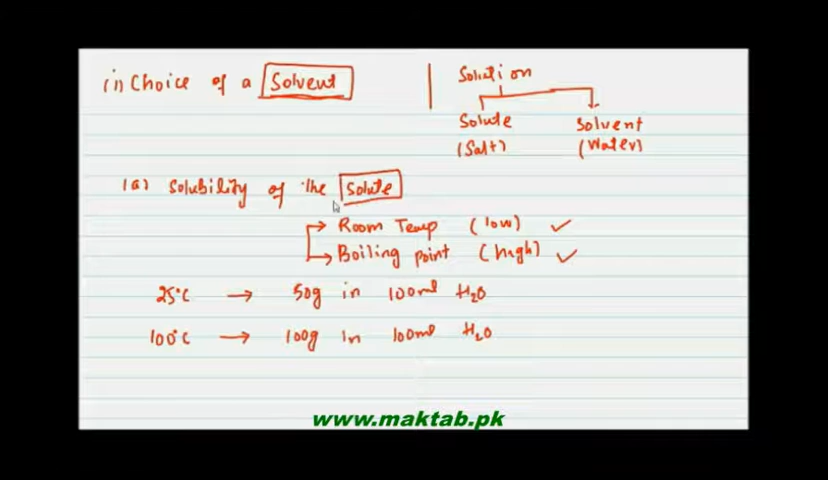 in Choice of a Solvent
Solution
Solute Solvent
(Salt) (Water)
(a) Solubility of the Solute
Room Temp (low) ✓
Boiling point (high) ✓
25°C → 50g in 100ml H₂O
100°C → 100g in 100ml H₂O
www.maktab.pk